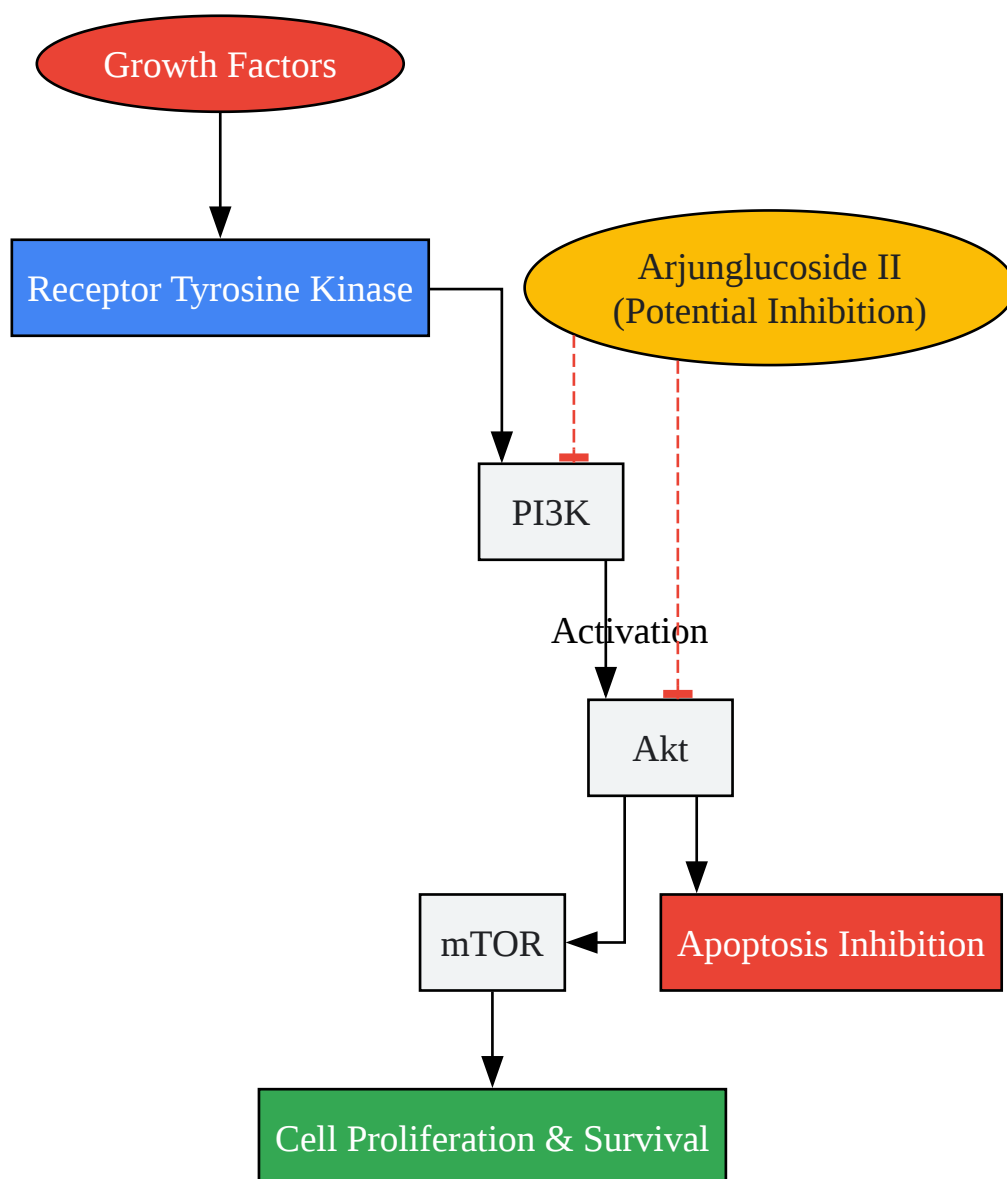 Growth Factors
Receptor Tyrosine Kinase
Arjunglucoside II
(Potential Inhibition)
PI3K
Activation
Akt
mTOR
Apoptosis Inhibition
Cell Proliferation & Survival